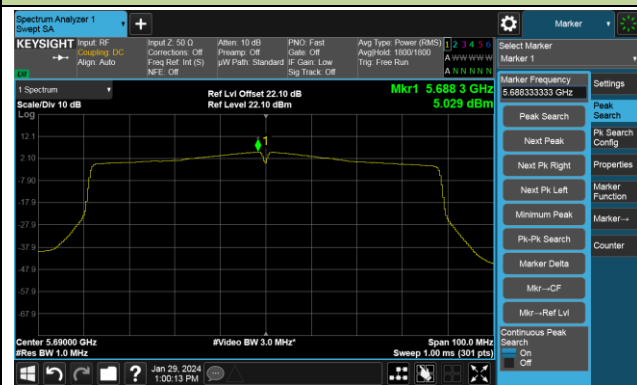 Spectrum Analyzer 1
Swept SA
Marker
KEYSIGHT
Input: RF
Coupling: DC
Align: Auto
Input Z: 50 Ω
Corrections: Off
Freq Ref: Int (S)
NFE: Off
Atten: 10 dB
Preamp: Off
µW Path: Standard
PNO: Fast
Gate: Off
IF Gain: Low
Sig Track: Off
Avg Type: Power (RMS)
Avg|Hold: 1800/1800
Trig: Free Run
1 2 3 4 5 6
A W W W W W
A N N N N N
Select Marker
Marker 1
1 Spectrum
Scale/Div 10 dB
Log
Ref Lvl Offset 22.10 dB
Ref Level 22.10 dBm
Mkr1 5.688 3 GHz
5.029 dBm
1
12.1
2.10
-7.90
-17.9
-27.9
-37.9
-47.9
-57.9
-67.9
Center 5.69000 GHz
#Res BW 1.0 MHz
#Video BW 3.0 MHz*
Span 100.0 MHz
Sweep 1.00 ms (301 pts)
Marker Frequency
5.688333333 GHz
Peak Search
Next Peak
Next Pk Right
Next Pk Left
Minimum Peak
Pk-Pk Search
Marker Delta
Mkr→CF
Mkr→Ref Lvl
Continuous Peak
Search
On
Off
Settings
Peak
Search
Pk Search
Config
Properties
Marker
Function
Marker→
Counter
Jan 29, 2024
1:00:13 PM